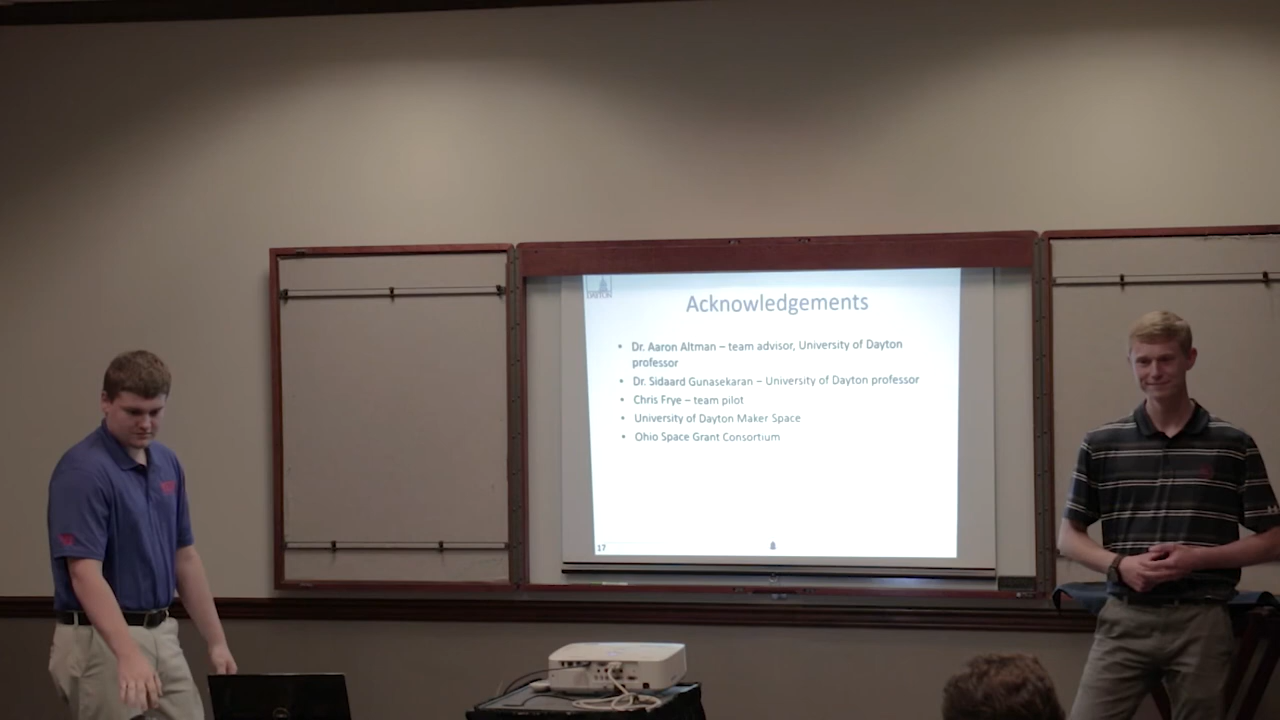 DAYTON
Acknowledgements
• Dr. Aaron Altman – team advisor, University of Dayton
professor
• Dr. Sidaard Gunasekaran – University of Dayton professor
• Chris Frye – team pilot
• University of Dayton Maker Space
• Ohio Space Grant Consortium
17